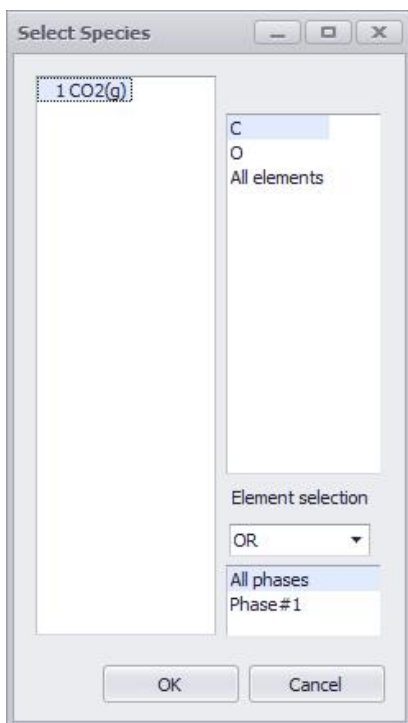 Select Species
1 CO2(g)
C
O
All elements
Element selection
OR
All phases
Phase#1
OK
Cancel